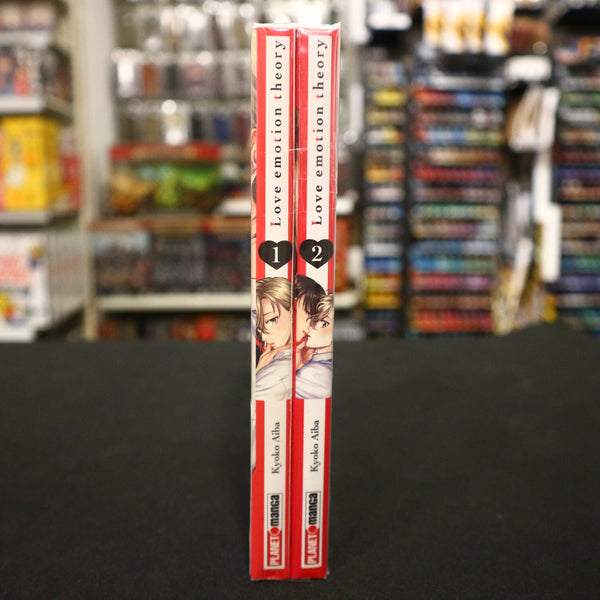 Love emotion theory
1
Kyoko Aiba
PLANET manga
Love emotion theory
2
Kyoko Aiba
PLANET manga